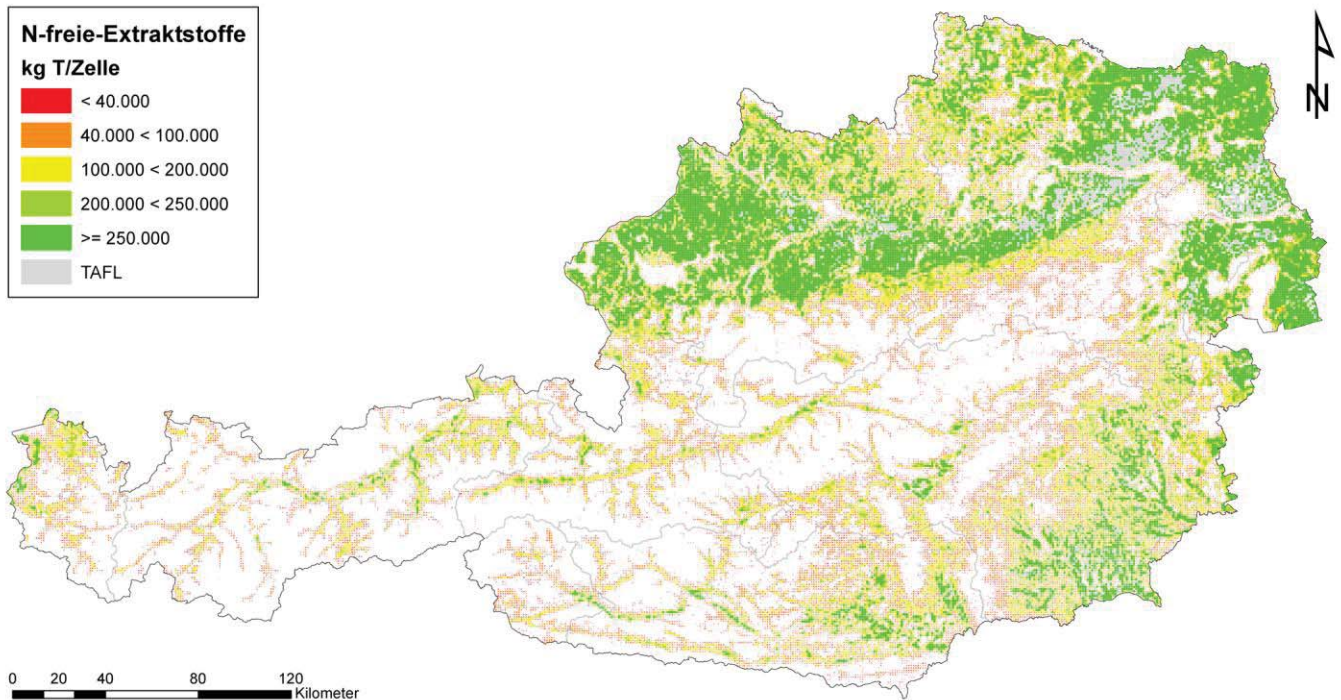 N-freie-Extraktstoffe
kg T/Zelle
< 40.000
40.000 < 100.000
100.000 < 200.000
200.000 < 250.000
>= 250.000
TAFL
N
0 20 40 80 120
Kilometer